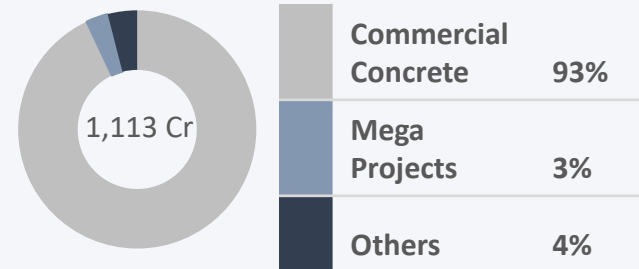 1,113 Cr
Commercial
Concrete 93%
Mega
Projects 3%
Others 4%